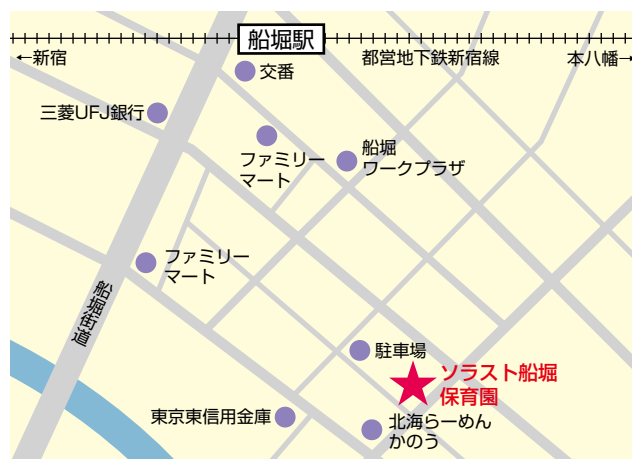 船堀駅
←新宿
都営地下鉄新宿線
本八幡→
交番
三菱UFJ銀行
ファミリー
マート
船堀
ワークプラザ
ファミリー
マート
船堀街道
駐車場
ソラスト船堀
保育園
東京東信用金庫
北海らーめん
かのう